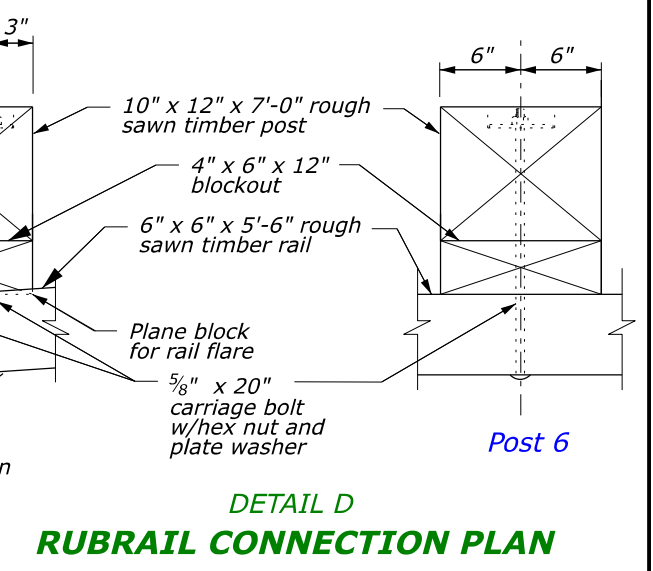 3"
6" 6"
10" x 12" x 7'-0" rough
sawn timber post
4" x 6" x 12"
blockout
6" x 6" x 5'-6" rough
sawn timber rail
Plane block
for rail flare
⅝" x 20"
carriage bolt
w/hex nut and
plate washer
Post 6
n
DETAIL D
RUBRAIL CONNECTION PLAN